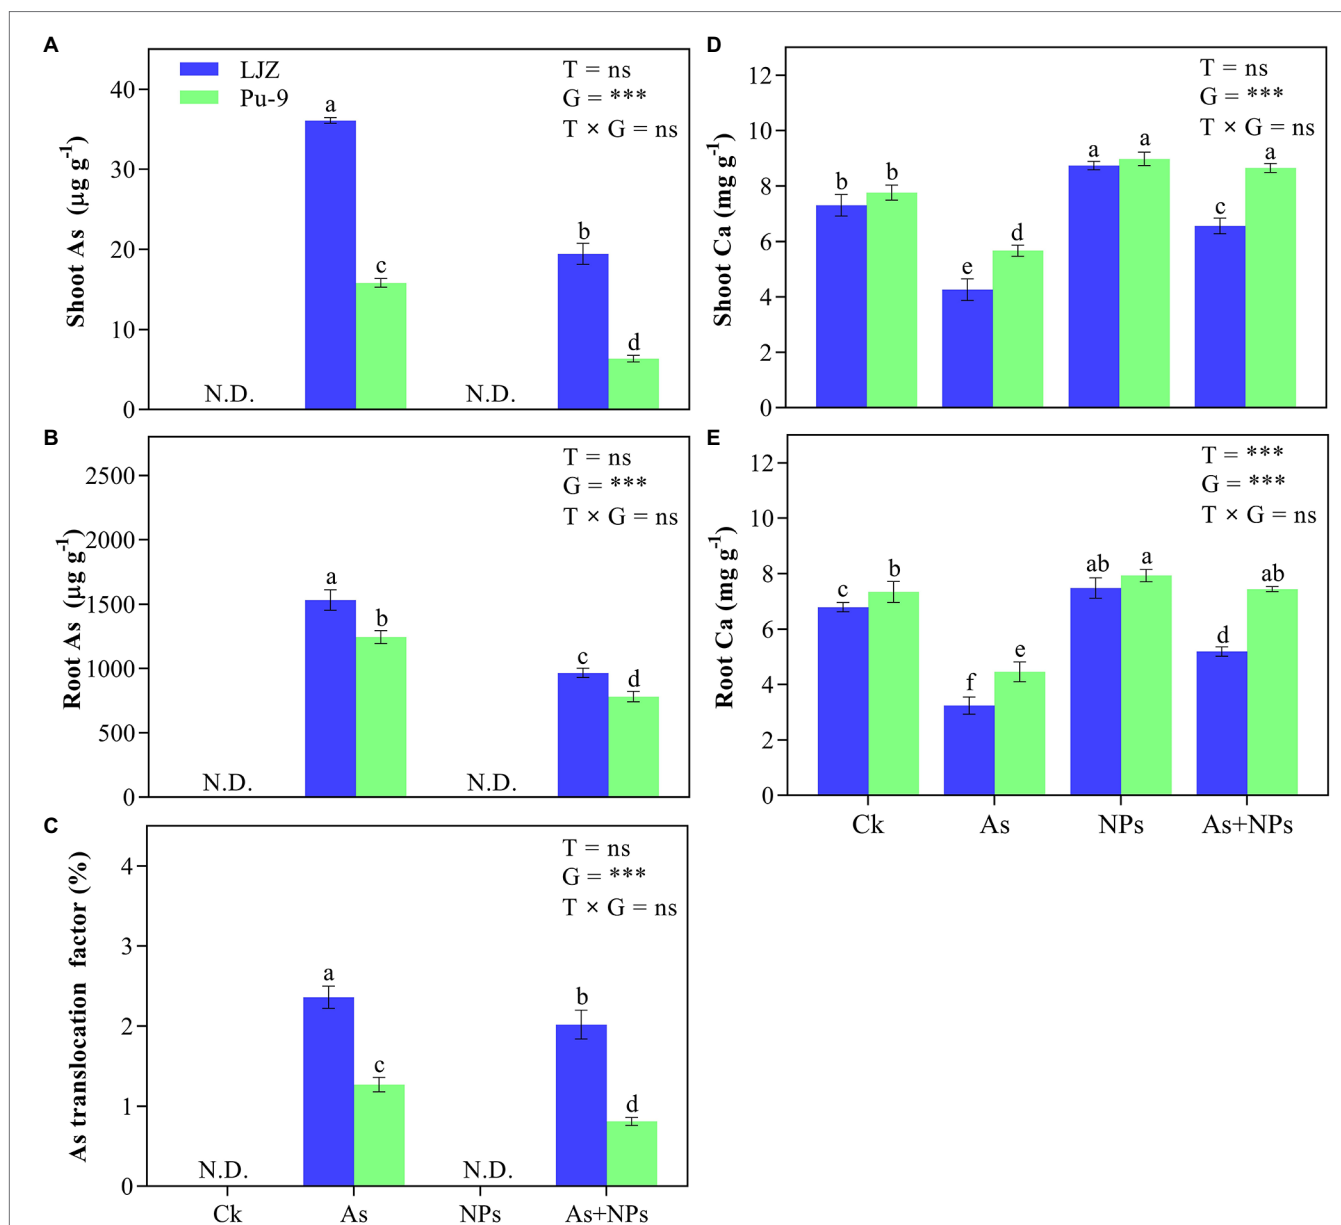 A
LJZ
Pu-9
T = ns
G = ***
T × G = ns
Shoot As (μg g-1)
40
30
20
10
0
N.D.
a
c
N.D.
b
d
B
T = ns
G = ***
T × G = ns
Root As (μg g-1)
2500
2000
1500
1000
500
0
N.D.
a
b
N.D.
c
d
C
T = ns
G = ***
T × G = ns
As translocation factor (%)
4
3
2
1
0
N.D.
a
c
N.D.
b
d
Ck As NPs As+NPs
D
T = ns
G = ***
T × G = ns
Shoot Ca (mg g-1)
12
10
8
6
4
2
0
b
b
e
d
a
a
c
a
E
T = ***
G = ***
T × G = ns
Root Ca (mg g-1)
12
10
8
6
4
2
0
c
b
f
e
ab
a
d
ab
Ck As NPs As+NPs